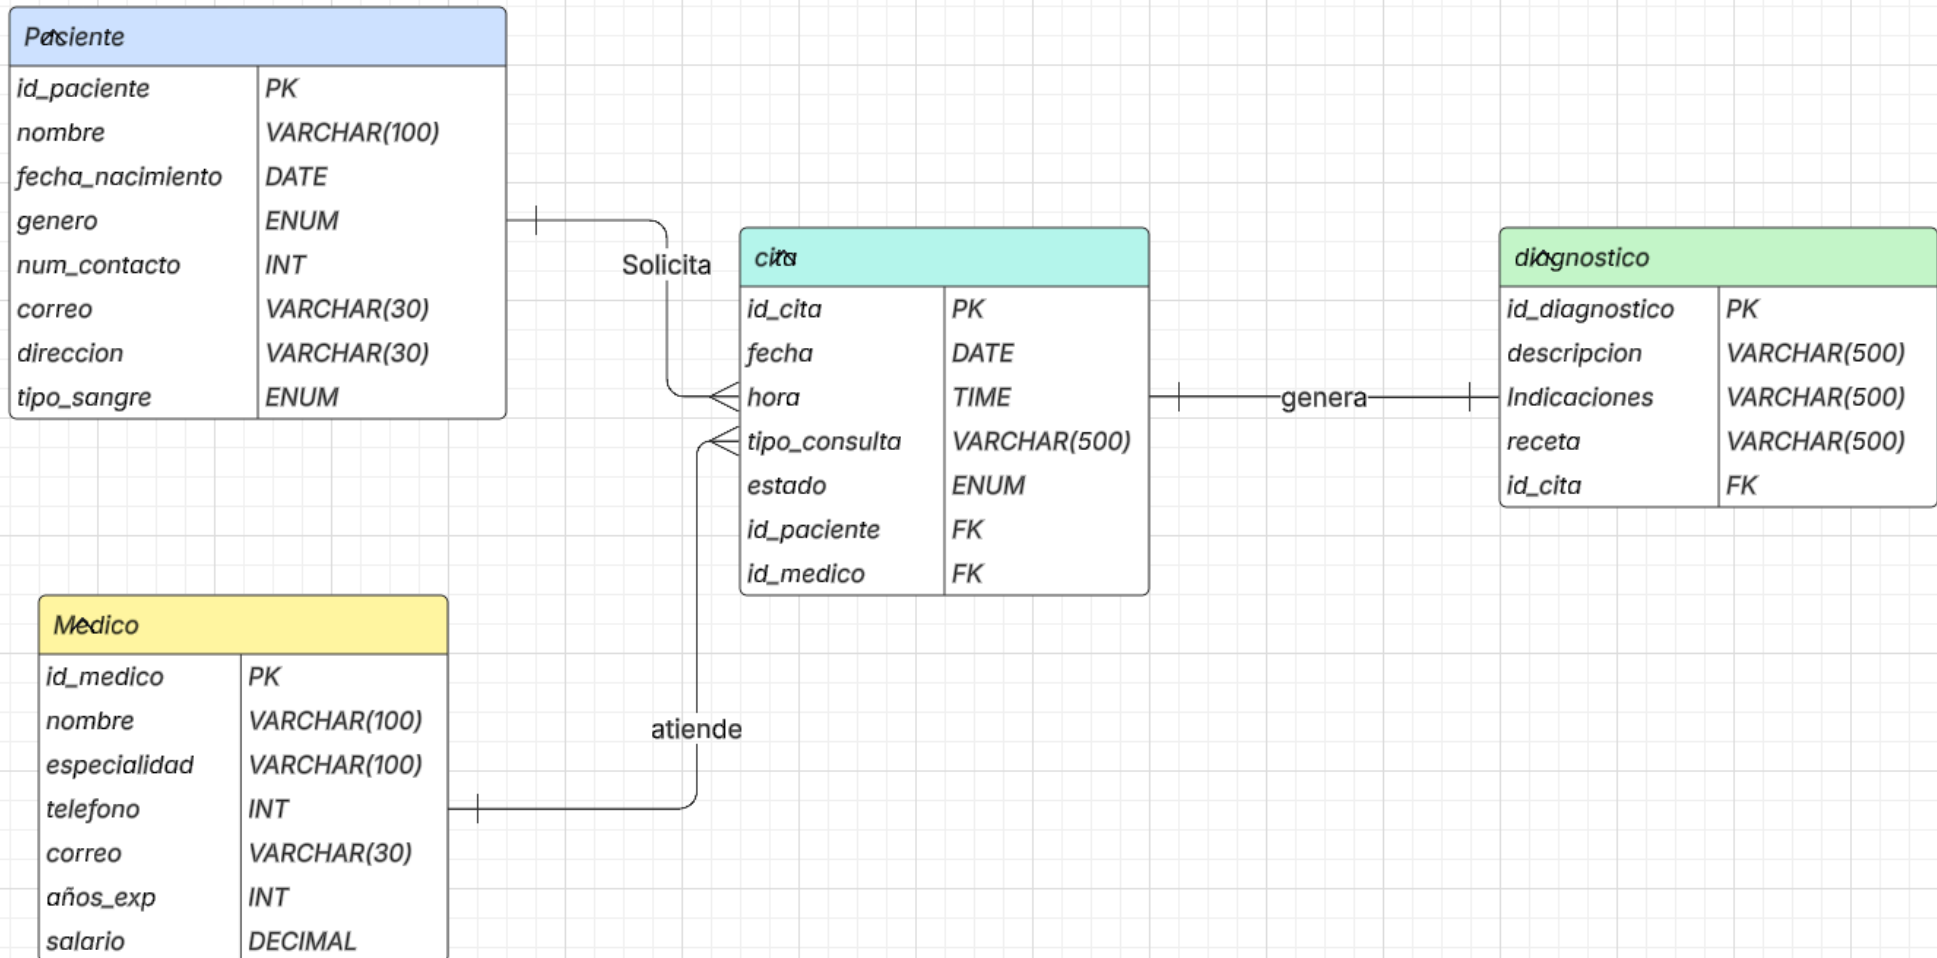 Paciente
id_paciente PK
nombre VARCHAR(100)
fecha_nacimiento DATE
genero ENUM
num_contacto INT
correo VARCHAR(30)
direccion VARCHAR(30)
tipo_sangre ENUM
Solicita
cita
id_cita PK
fecha DATE
hora TIME
tipo_consulta VARCHAR(500)
estado ENUM
id_paciente FK
id_medico FK
genera
diagnostico
id_diagnostico PK
descripcion VARCHAR(500)
Indicaciones VARCHAR(500)
receta VARCHAR(500)
id_cita FK
Medico
id_medico PK
nombre VARCHAR(100)
especialidad VARCHAR(100)
telefono INT
correo VARCHAR(30)
años_exp INT
salario DECIMAL
atiende